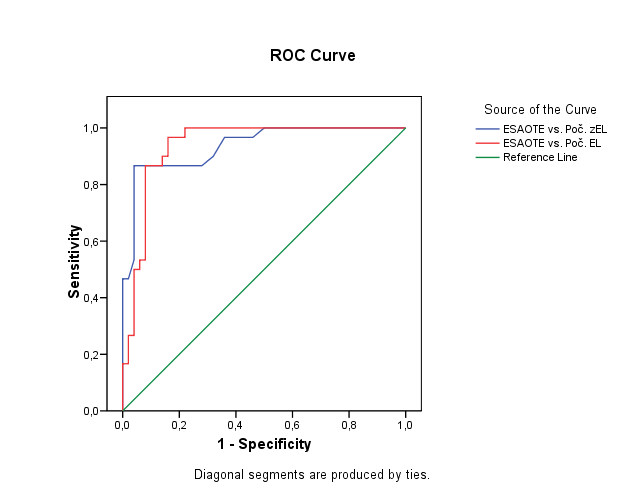 ROC Curve
Source of the Curve
ESAOTE vs. Poč. zEL
ESAOTE vs. Poč. EL
Reference Line
1,0
0,8
0,6
0,4
0,2
0,0
Sensitivity
0,0 0,2 0,4 0,6 0,8 1,0
1 - Specificity
Diagonal segments are produced by ties.